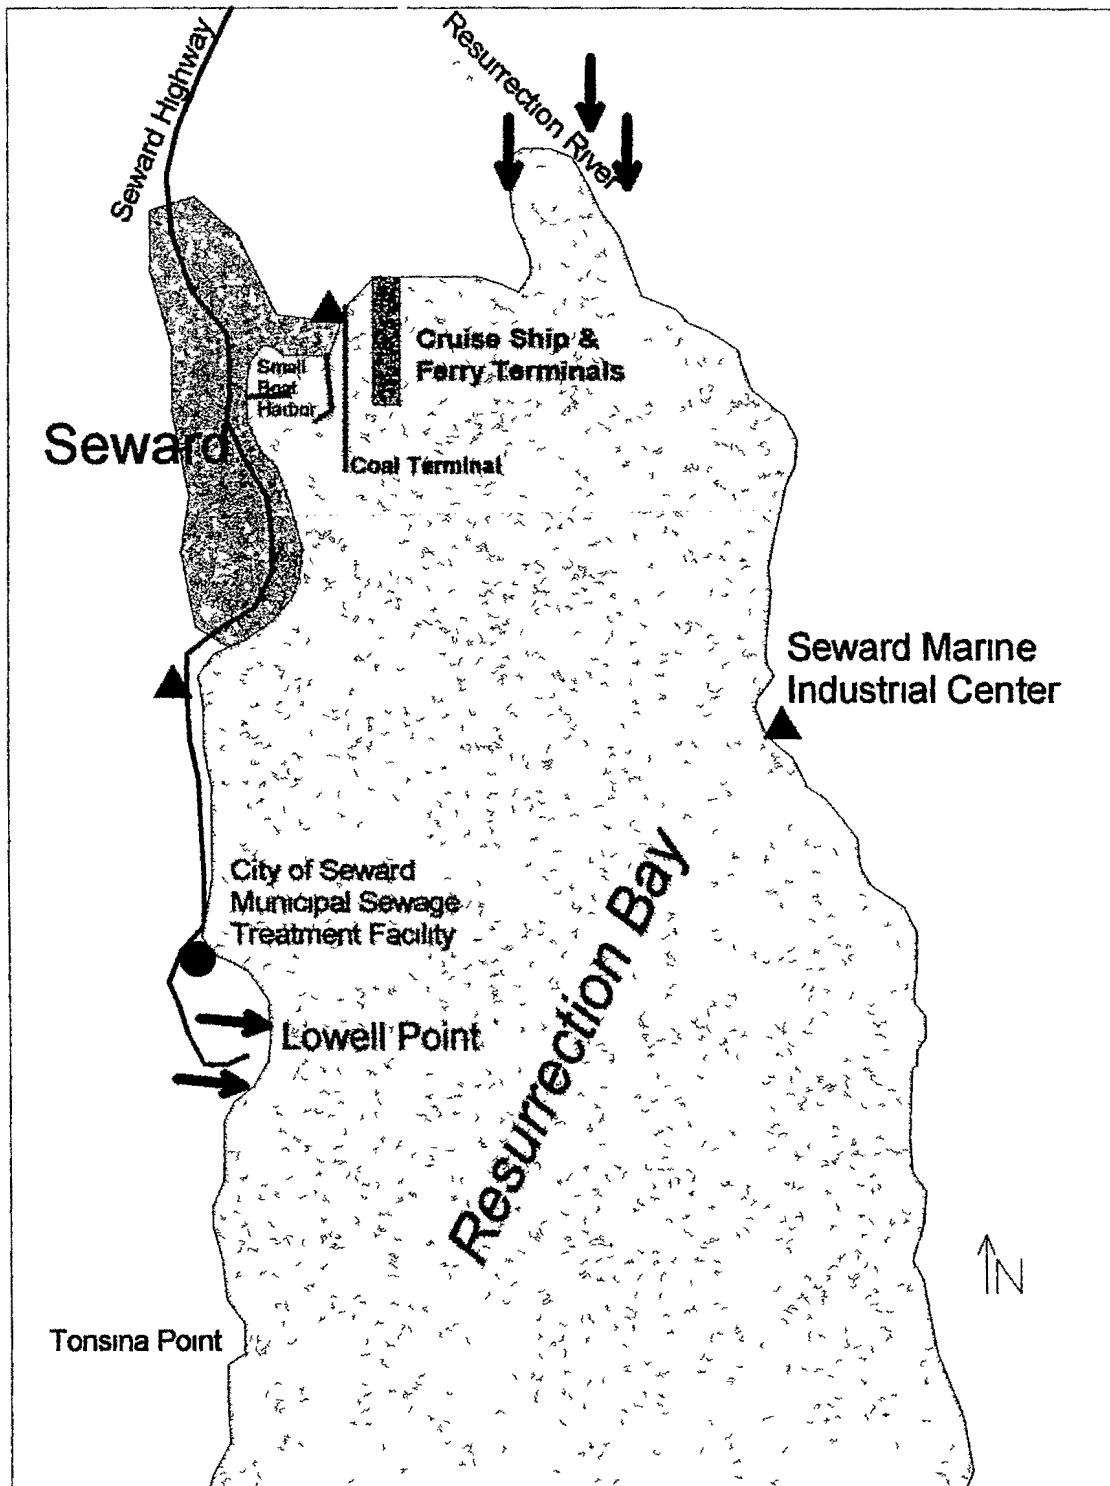 Seward Highway
Resurrection River
Cruise Ship &
Ferry Terminals
Small
Boat
Harbor
Seward
Coal Terminal
Seward Marine
Industrial Center
City of Seward
Municipal Sewage
Treatment Facility
Lowell Point
Resurrection Bay
N
Tonsina Point